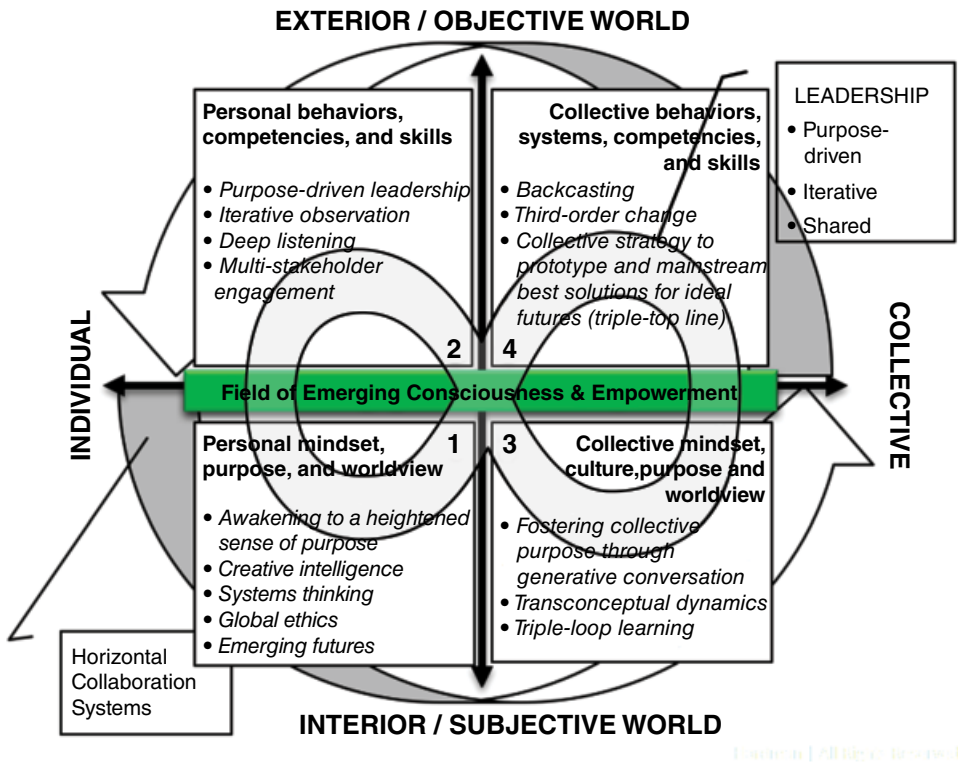 EXTERIOR / OBJECTIVE WORLD
Personal behaviors,
competencies, and skills
• Purpose-driven leadership
• Iterative observation
• Deep listening
• Multi-stakeholder
engagement
2
Collective behaviors,
systems, competencies,
and skills
• Backcasting
• Third-order change
• Collective strategy to
prototype and mainstream
best solutions for ideal
futures (triple-top line)
4
LEADERSHIP
• Purpose-
driven
• Iterative
• Shared
INDIVIDUAL
COLLECTIVE
Field of Emerging Consciousness & Empowerment
Personal mindset,
purpose, and worldview
1
• Awakening to a heightened
sense of purpose
• Creative intelligence
• Systems thinking
• Global ethics
• Emerging futures
3
Collective mindset,
culture,purpose and
worldview
• Fostering collective
purpose through
generative conversation
• Transconceptual dynamics
• Triple-loop learning
Horizontal
Collaboration
Systems
INTERIOR / SUBJECTIVE WORLD